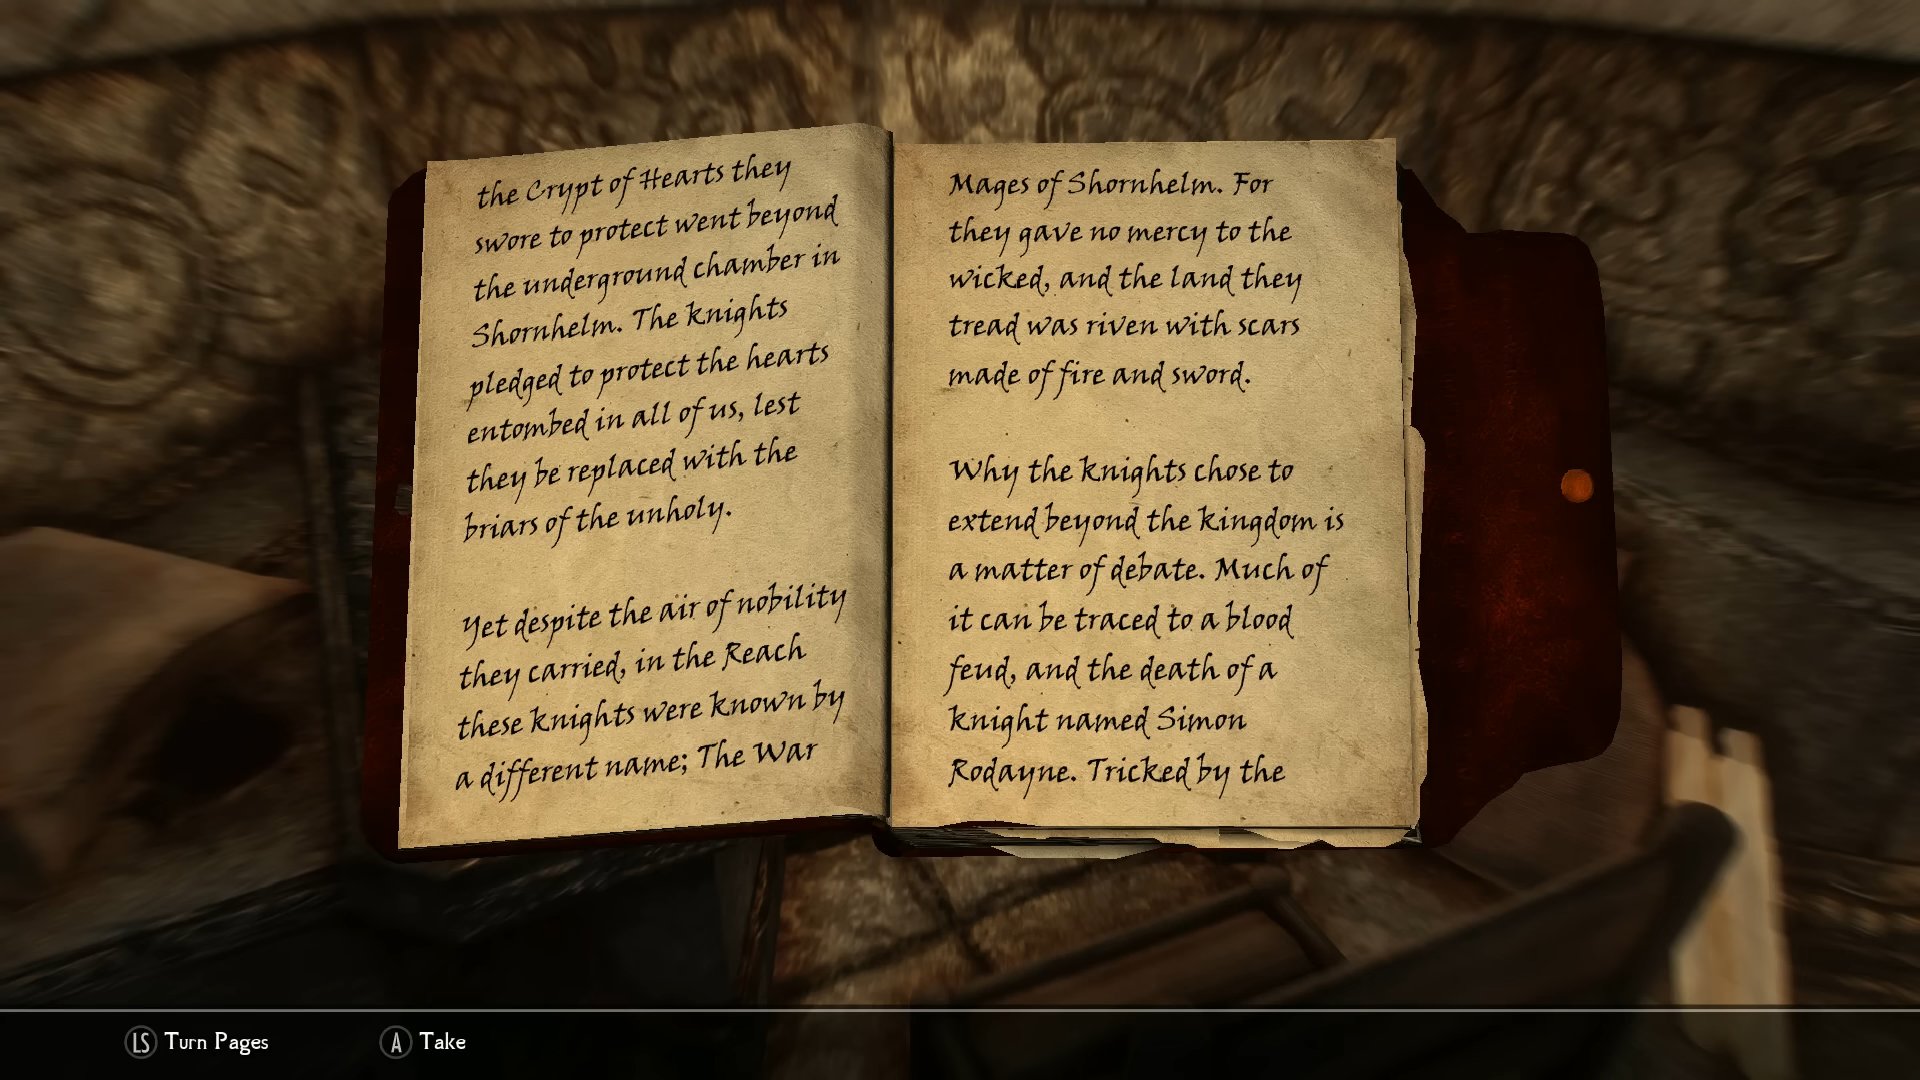 the Crypt of Hearts they
swore to protect went beyond
the underground chamber in
Shornhelm. The knights
pledged to protect the hearts
entombed in all of us, lest
they be replaced with the
briars of the unholy.
Yet despite the air of nobility
they carried, in the Reach
these knights were known by
a different name; The War
Mages of Shornhelm. For
they gave no mercy to the
wicked, and the land they
tread was riven with scars
made of fire and sword.
Why the knights chose to
extend beyond the kingdom is
a matter of debate. Much of
it can be traced to a blood
feud, and the death of a
knight named Simon
Rodayne. Tricked by the
LS Turn Pages
A Take